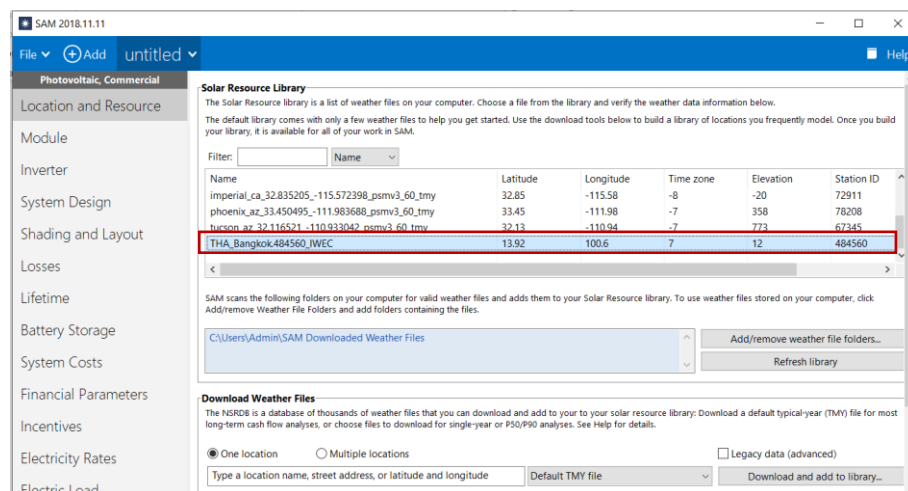 SAM 2018.11.11
File Add untitled Help
Photovoltaic, Commercial
Location and Resource
Module
Inverter
System Design
Shading and Layout
Losses
Lifetime
Battery Storage
System Costs
Financial Parameters
Incentives
Electricity Rates
Electric Load
Solar Resource Library
The Solar Resource library is a list of weather files on your computer. Choose a file from the library and verify the weather data information below.
The default library comes with only a few weather files to help you get started. Use the download tools below to build a library of locations you frequently model. Once you build
your library, it is available for all of your work in SAM.
Filter: Name
Name Latitude Longitude Time zone Elevation Station ID
imperial_ca_32.835205_-115.572398_psmv3_60_tmy 32.85 -115.58 -8 -20 72911
phoenix_az_33.450495_-111.983688_psmv3_60_tmy 33.45 -111.98 -7 358 78208
tucson_az_32.116521_-110.933042_psmv3_60_tmy 32.13 -110.94 -7 773 67345
THA_Bangkok.484560_IWEC 13.92 100.6 7 12 484560
SAM scans the following folders on your computer for valid weather files and adds them to your Solar Resource library. To use weather files stored on your computer, click
Add/remove Weather File Folders and add folders containing the files.
C:\Users\Admin\SAM Downloaded Weather Files
Add/remove weather file folders...
Refresh library
Download Weather Files
The NSRDB is a database of thousands of weather files that you can download and add to your to your solar resource library: Download a default typical-year (TMY) file for most
long-term cash flow analyses, or choose files to download for single-year or P50/P90 analyses. See Help for details.
One location Multiple locations Legacy data (advanced)
Type a location name, street address, or latitude and longitude Default TMY file Download and add to library...